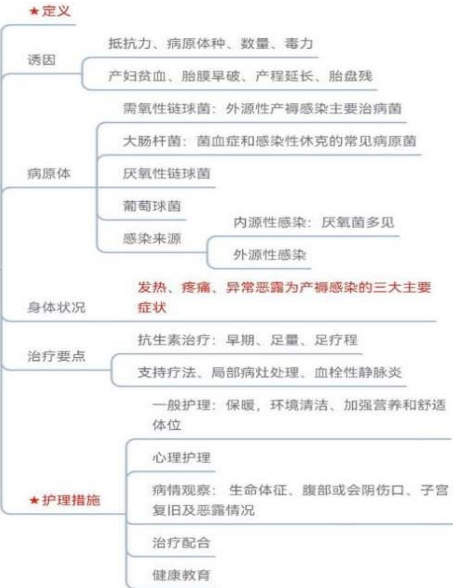 ★定义
诱因
抵抗力、病原体种、数量、毒力
产妇贫血、胎膜早破、产程延长、胎盘残
病原体
需氧性链球菌：外源性产褥感染主要治病菌
大肠杆菌：菌血症和感染性休克的常见病原菌
厌氧性链球菌
葡萄球菌
感染来源
内源性感染：厌氧菌多见
外源性感染
身体状况
发热、疼痛、异常恶露为产褥感染的三大主要
症状
治疗要点
抗生素治疗：早期、足量、足疗程
支持疗法、局部病灶处理、血栓性静脉炎
★护理措施
一般护理：保暖，环境清洁、加强营养和舒适
体位
心理护理
病情观察： 生命体征、腹部或会阴伤口、子宫
复旧及恶露情况
治疗配合
健康教育